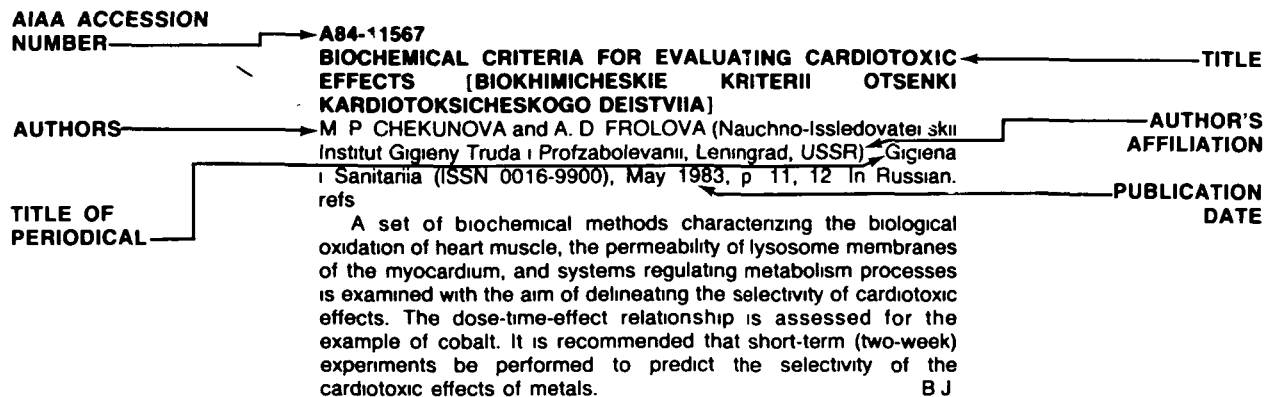 AIAA ACCESSION
NUMBER
A84-11567
BIOCHEMICAL CRITERIA FOR EVALUATING CARDIOTOXIC
EFFECTS [BIOKHIMICHESKIE KRITERII OTSENKI
KARDIOTOKSICHESKOGO DEISTVIIA]
TITLE
AUTHORS
M P CHEKUNOVA and A. D FROLOVA (Nauchno-Issledovatel'skii
Institut Gigieny Truda i Profzabolevanii, Leningrad, USSR) Gigiena
i Sanitariia (ISSN 0016-9900), May 1983, p 11, 12 In Russian.
refs
AUTHOR'S
AFFILIATION
PUBLICATION
DATE
TITLE OF
PERIODICAL
A set of biochemical methods characterizing the biological
oxidation of heart muscle, the permeability of lysosome membranes
of the myocardium, and systems regulating metabolism processes
is examined with the aim of delineating the selectivity of cardiotoxic
effects. The dose-time-effect relationship is assessed for the
example of cobalt. It is recommended that short-term (two-week)
experiments be performed to predict the selectivity of the
cardiotoxic effects of metals. B J